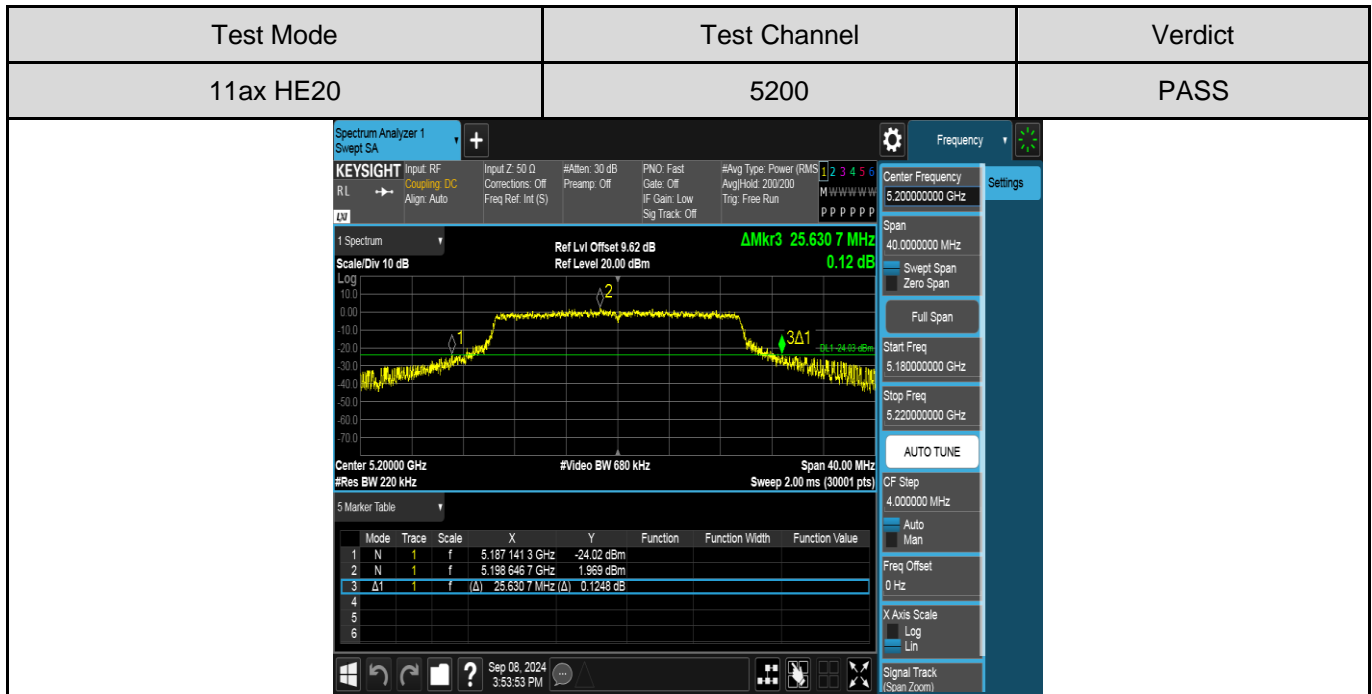 Test Mode Test Channel Verdict
11ax HE20 5200 PASS
Spectrum Analyzer 1
Swept SA
+
Frequency
KEYSIGHT Input: RF Input Z: 50 Ω #Atten: 30 dB PNO: Fast #Avg Type: Power (RMS 1 2 3 4 5 6
RL Coupling: DC Corrections: Off Preamp: Off Gate: Off Avg|Hold: 200/200 M W W W W W
Align: Auto Freq Ref: Int (S) IF Gain: Low Trig: Free Run
LXI Sig Track: Off P P P P P P
1 Spectrum Ref Lvl Offset 9.62 dB ΔMkr3 25.630 7 MHz
Scale/Div 10 dB Ref Level 20.00 dBm 0.12 dB
Log
10.0
0.00
-10.0
-20.0
-30.0
-40.0
-50.0
-60.0
-70.0
1
2
3Δ1
DL1 -24.03 dBm
Center 5.20000 GHz #Video BW 680 kHz Span 40.00 MHz
#Res BW 220 kHz Sweep 2.00 ms (30001 pts)
5 Marker Table
Mode Trace Scale X Y Function Function Width Function Value
1 N 1 f 5.187 141 3 GHz -24.02 dBm
2 N 1 f 5.198 646 7 GHz 1.969 dBm
3 Δ1 1 f (Δ) 25.630 7 MHz (Δ) 0.1248 dB
4
5
6
?
Sep 08, 2024
3:53:53 PM
Center Frequency
5.200000000 GHz
Settings
Span
40.0000000 MHz
Swept Span
Zero Span
Full Span
Start Freq
5.180000000 GHz
Stop Freq
5.220000000 GHz
AUTO TUNE
CF Step
4.000000 MHz
Auto
Man
Freq Offset
0 Hz
X Axis Scale
Log
Lin
Signal Track
(Span Zoom)